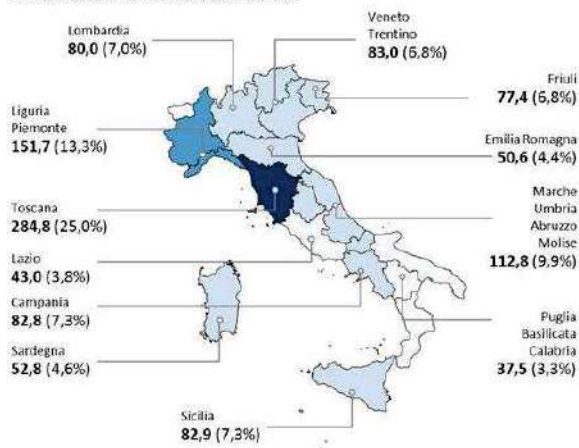 Lombardia
80,0 (7,0%)
Veneto
Trentino
83,0 (6,8%)
Friuli
77,4 (6,8%)
Liguria
Piemonte
151,7 (13,3%)
Emilia Romagna
50,6 (4,4%)
Marche
Umbria
Abruzzo
Molise
112,8 (9,9%)
Toscana
284,8 (25,0%)
Lazio
43,0 (3,8%)
Campania
82,8 (7,3%)
Sardegna
52,8 (4,6%)
Puglia
Basilicata
Calabria
37,5 (3,3%)
Sicilia
82,9 (7,3%)